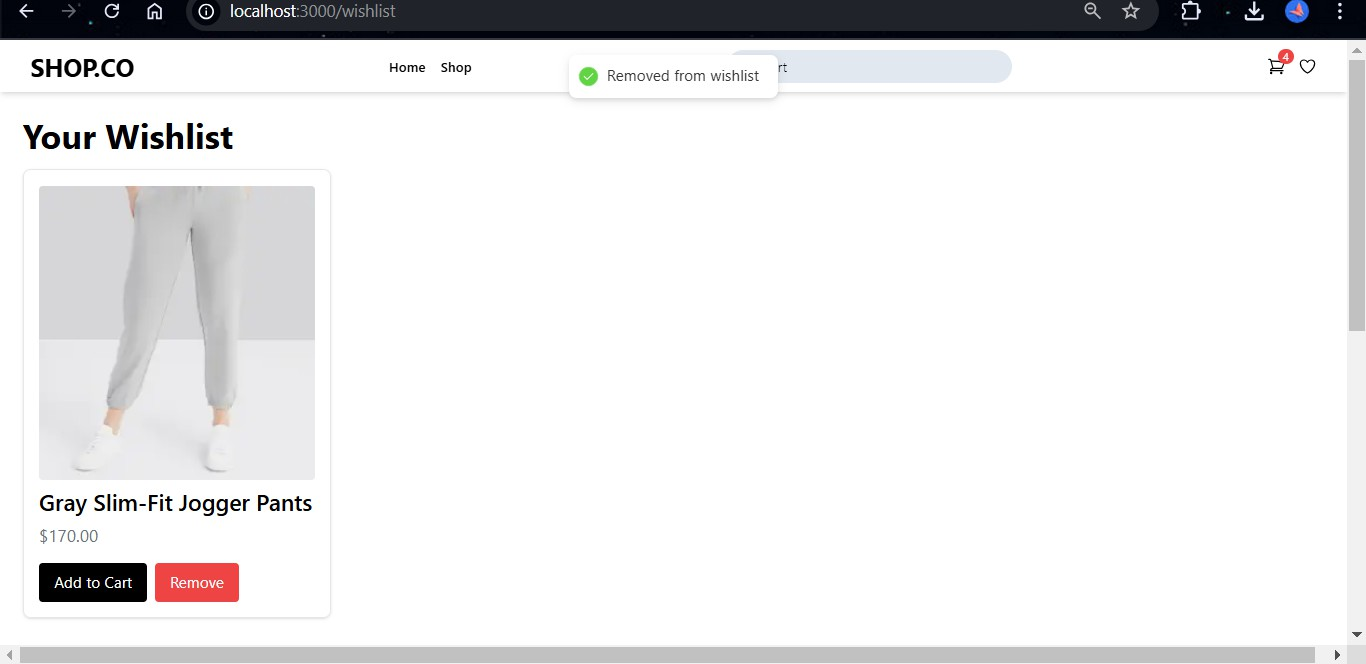 localhost:3000/wishlist
SHOP.CO
Home
Shop
Removed from wishlist
rt
4
Your Wishlist
Gray Slim-Fit Jogger Pants
$170.00
Add to Cart
Remove